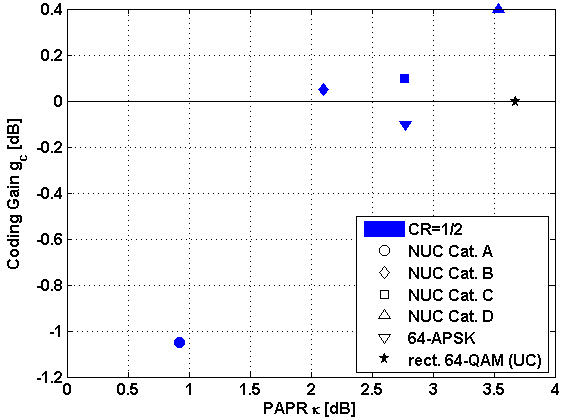 0.4
0.2
0
-0.2
-0.4
-0.6
-0.8
-1
-1.2
Coding Gain g_c [dB]
CR=1/2
NUC Cat. A
NUC Cat. B
NUC Cat. C
NUC Cat. D
64-APSK
rect. 64-QAM (UC)
0 0.5 1 1.5 2 2.5 3 3.5 4
PAPR κ [dB]